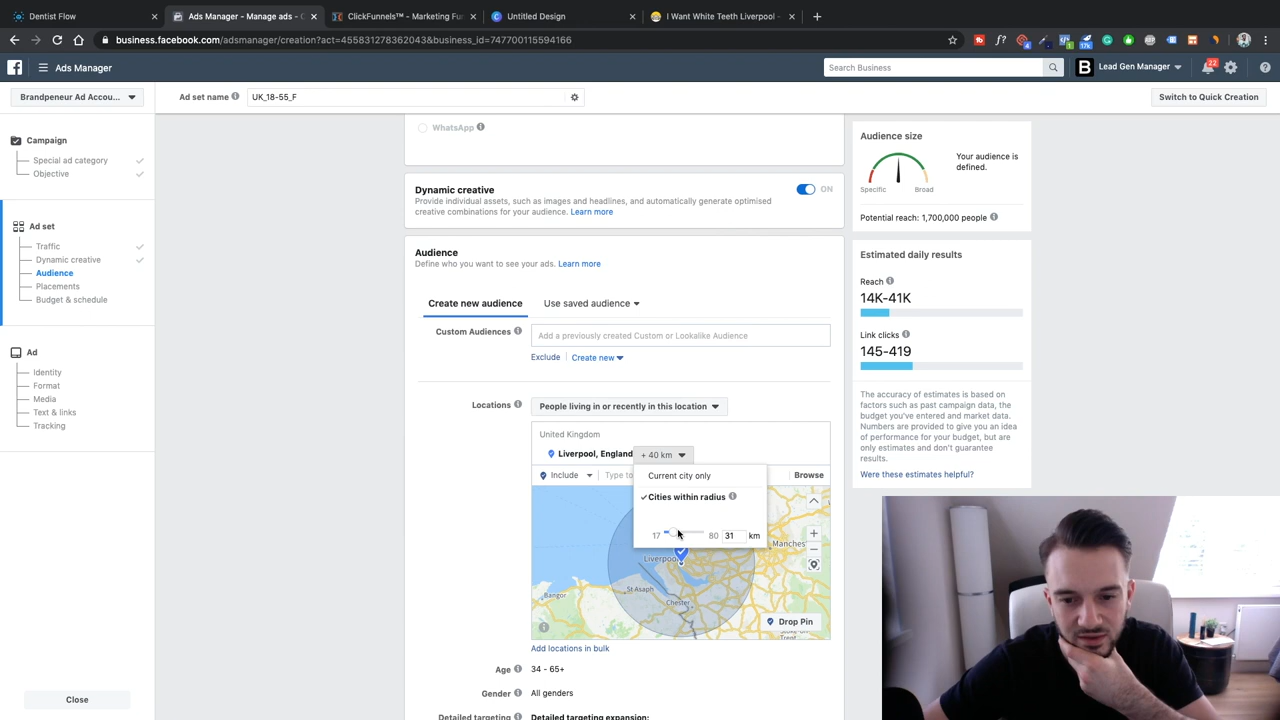 Dentist Flow
Ads Manager - Manage ads - C
ClickFunnels™ - Marketing Fu
Untitled Design
I Want White Teeth Liverpool -
business.facebook.com/adsmanager/creation?act=455831278362043&business_id=747700115594166
Ads Manager
Search Business
B Lead Gen Manager
22
Brandpeneur Ad Accou...
Ad set name
UK_18-55_F
Switch to Quick Creation
Campaign
Special ad category
Objective
Ad set
Traffic
Dynamic creative
Audience
Placements
Budget & schedule
Ad
Identity
Format
Media
Text & links
Tracking
Close
WhatsApp
Dynamic creative
ON
Provide individual assets, such as images and headlines, and automatically generate optimised
creative combinations for your audience. Learn more
Audience
Define who you want to see your ads. Learn more
Create new audience
Use saved audience
Custom Audiences
Add a previously created Custom or Lookalike Audience
Exclude
Create new
Locations
People living in or recently in this location
United Kingdom
Liverpool, England
+ 40 km
Include
Type to
Browse
Current city only
Cities within radius
17
80
31
km
Liverpool
Manches
St Asaph
Bangor
Chester
Drop Pin
Add locations in bulk
Age
34 - 65+
Gender
All genders
Detailed targeting
Detailed targeting expansion:
Audience size
Your audience is
defined.
Specific
Broad
Potential reach: 1,700,000 people
Estimated daily results
Reach
14K-41K
Link clicks
145-419
The accuracy of estimates is based on
factors such as past campaign data, the
budget you've entered and market data.
Numbers are provided to give you an idea
of performance for your budget, but are
only estimates and don't guarantee
results.
Were these estimates helpful?